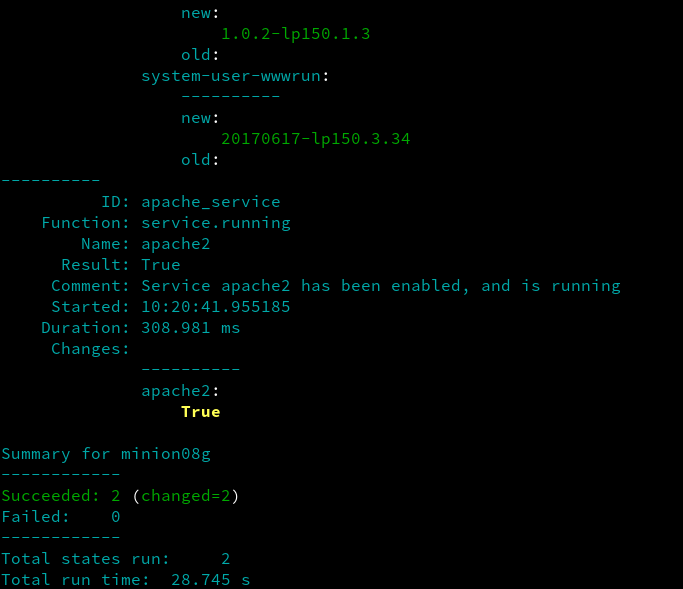 new:
1.0.2-lp150.1.3
old:
system-user-wwwrun:
----------
new:
20170617-lp150.3.34
old:
----------
ID: apache_service
Function: service.running
Name: apache2
Result: True
Comment: Service apache2 has been enabled, and is running
Started: 10:20:41.955185
Duration: 308.981 ms
Changes:
----------
apache2:
True
Summary for minion08g
------------
Succeeded: 2 (changed=2)
Failed:    0
------------
Total states run:     2
Total run time:  28.745 s